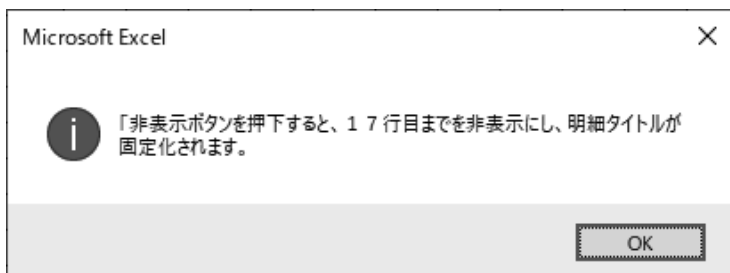 Microsoft Excel
「非表示ボタンを押下すると、１７行目までを非表示にし、明細タイトルが
固定化されます。
OK